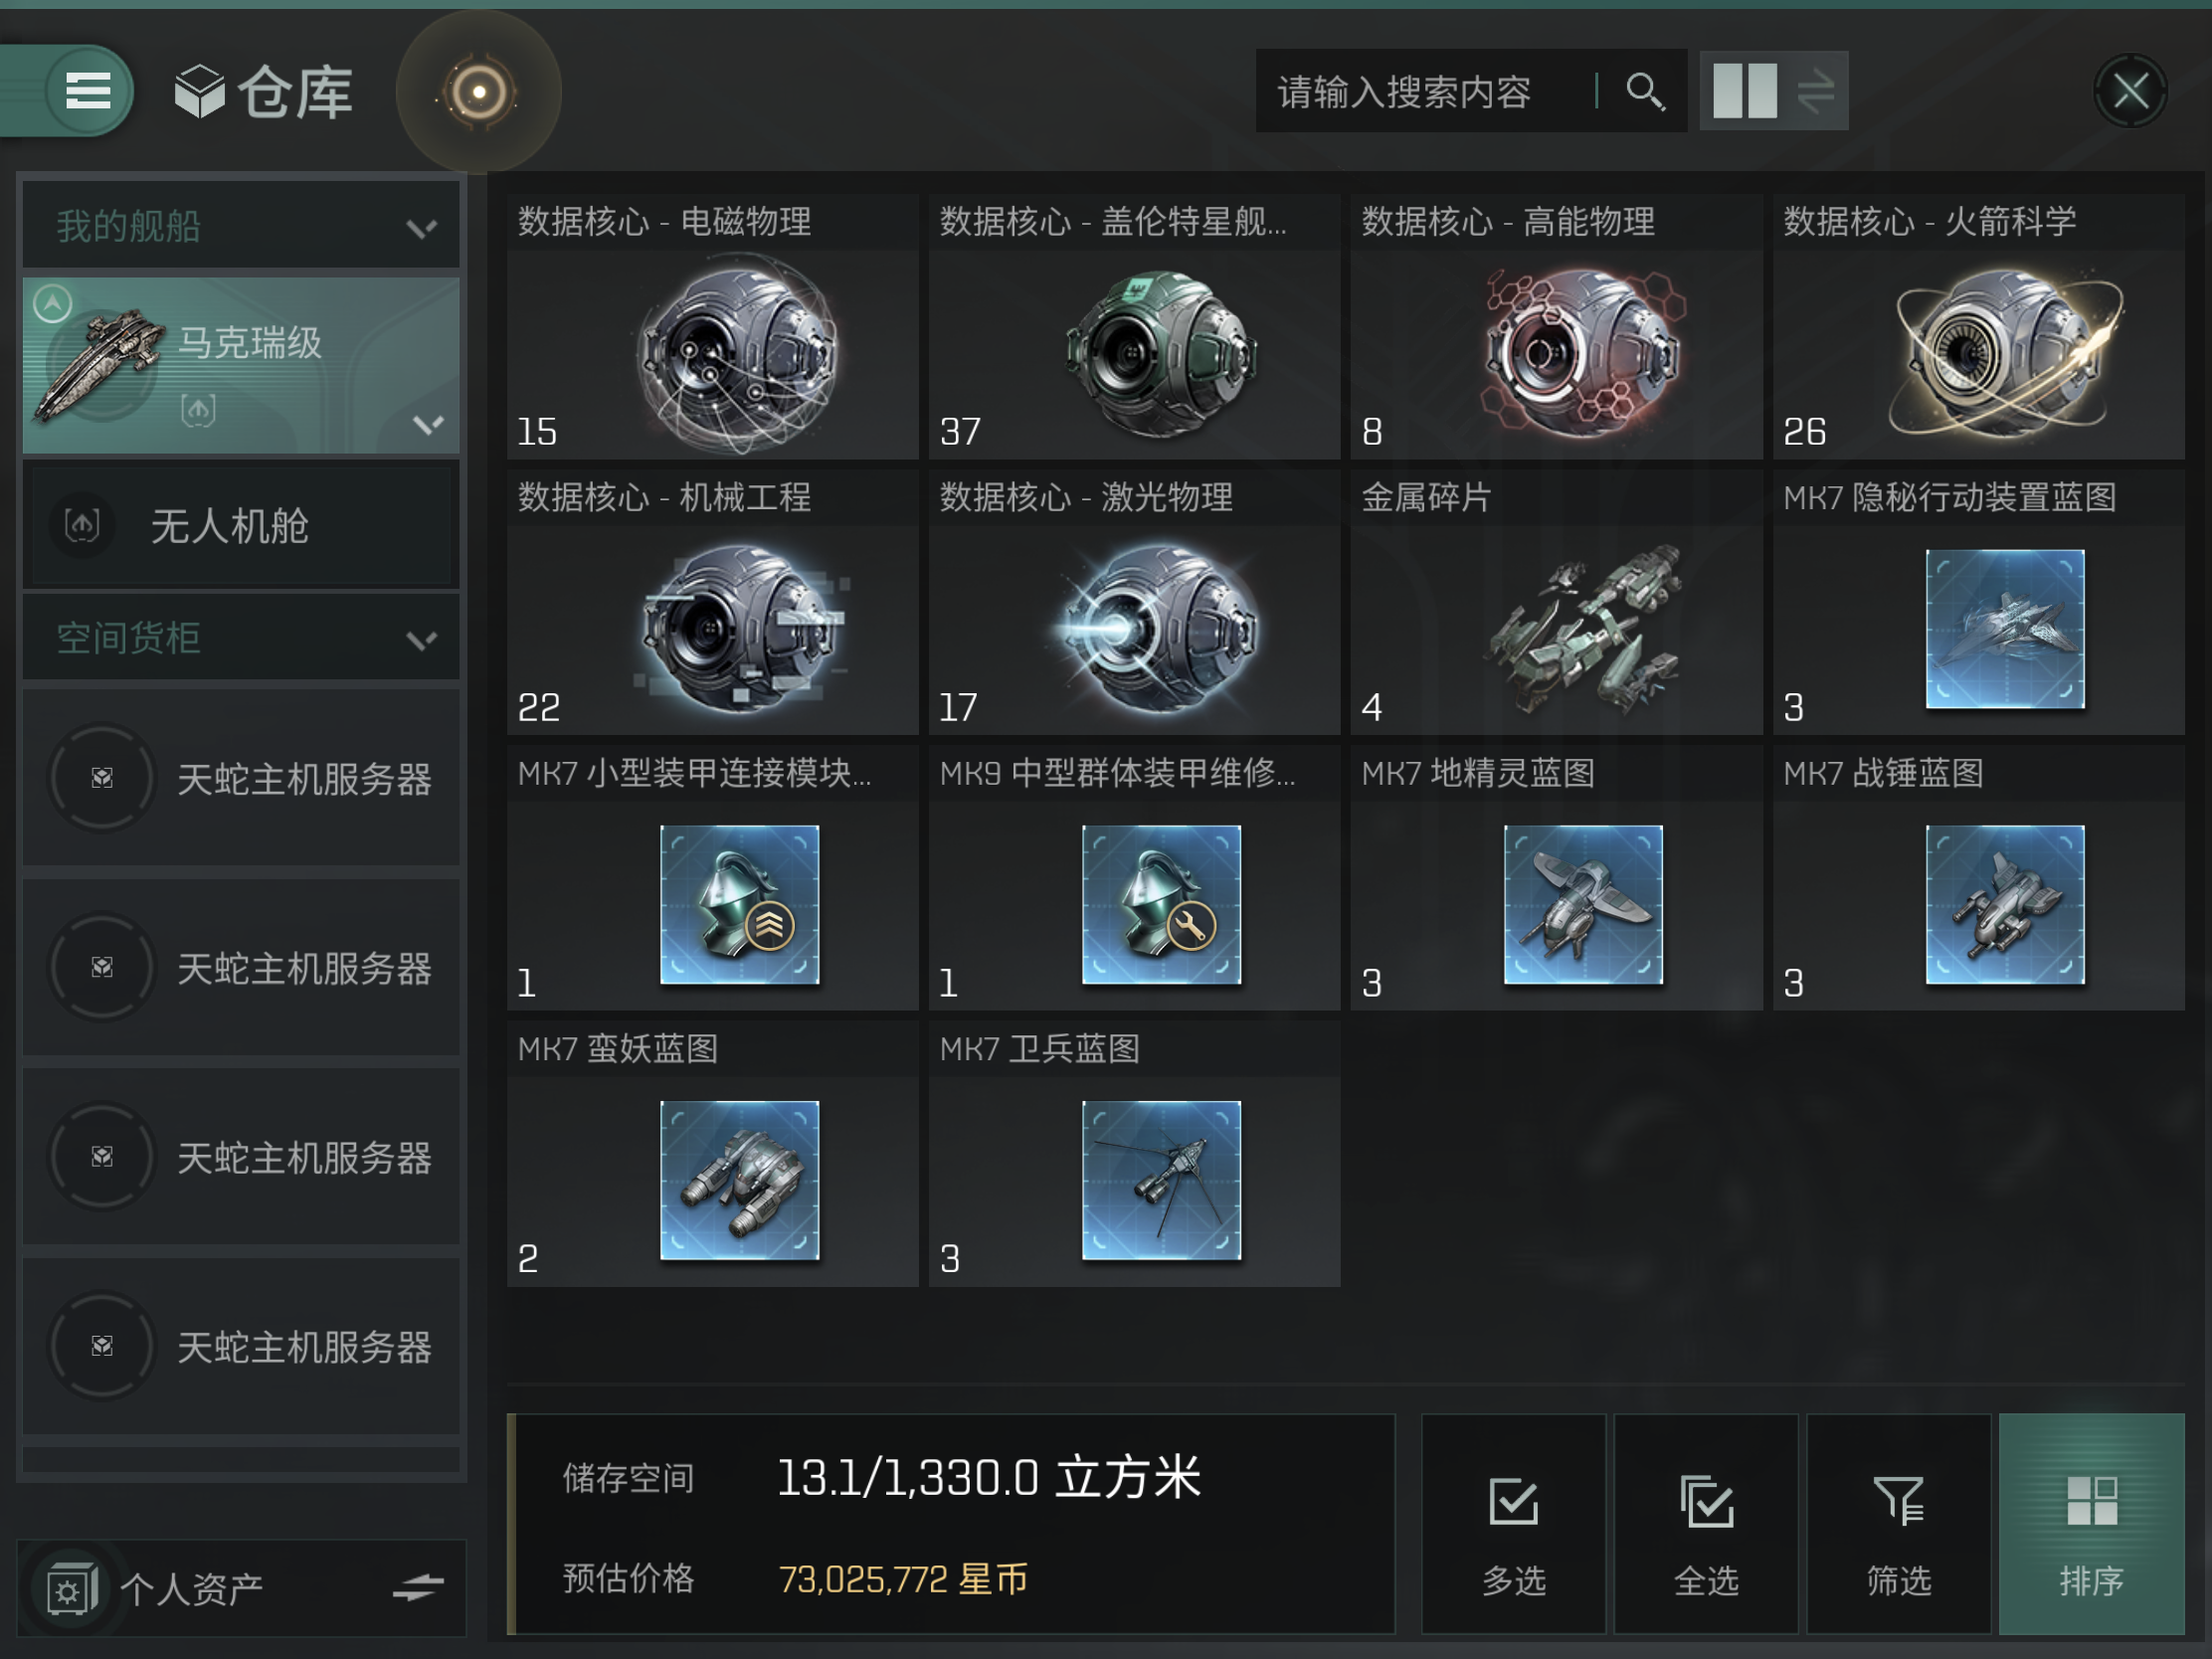 仓库
请输入搜索内容
我的舰船
马克瑞级
无人机舱
空间货柜
天蛇主机服务器
天蛇主机服务器
天蛇主机服务器
天蛇主机服务器
个人资产
数据核心 - 电磁物理
15
数据核心 - 盖伦特星舰...
37
数据核心 - 高能物理
8
数据核心 - 火箭科学
26
数据核心 - 机械工程
22
数据核心 - 激光物理
17
金属碎片
4
MK7 隐秘行动装置蓝图
3
MK7 小型装甲连接模块...
1
MK9 中型群体装甲维修...
1
MK7 地精灵蓝图
3
MK7 战锤蓝图
3
MK7 蛮妖蓝图
2
MK7 卫兵蓝图
3
储存空间 13.1/1,330.0 立方米
预估价格 73,025,772 星币
多选
全选
筛选
排序